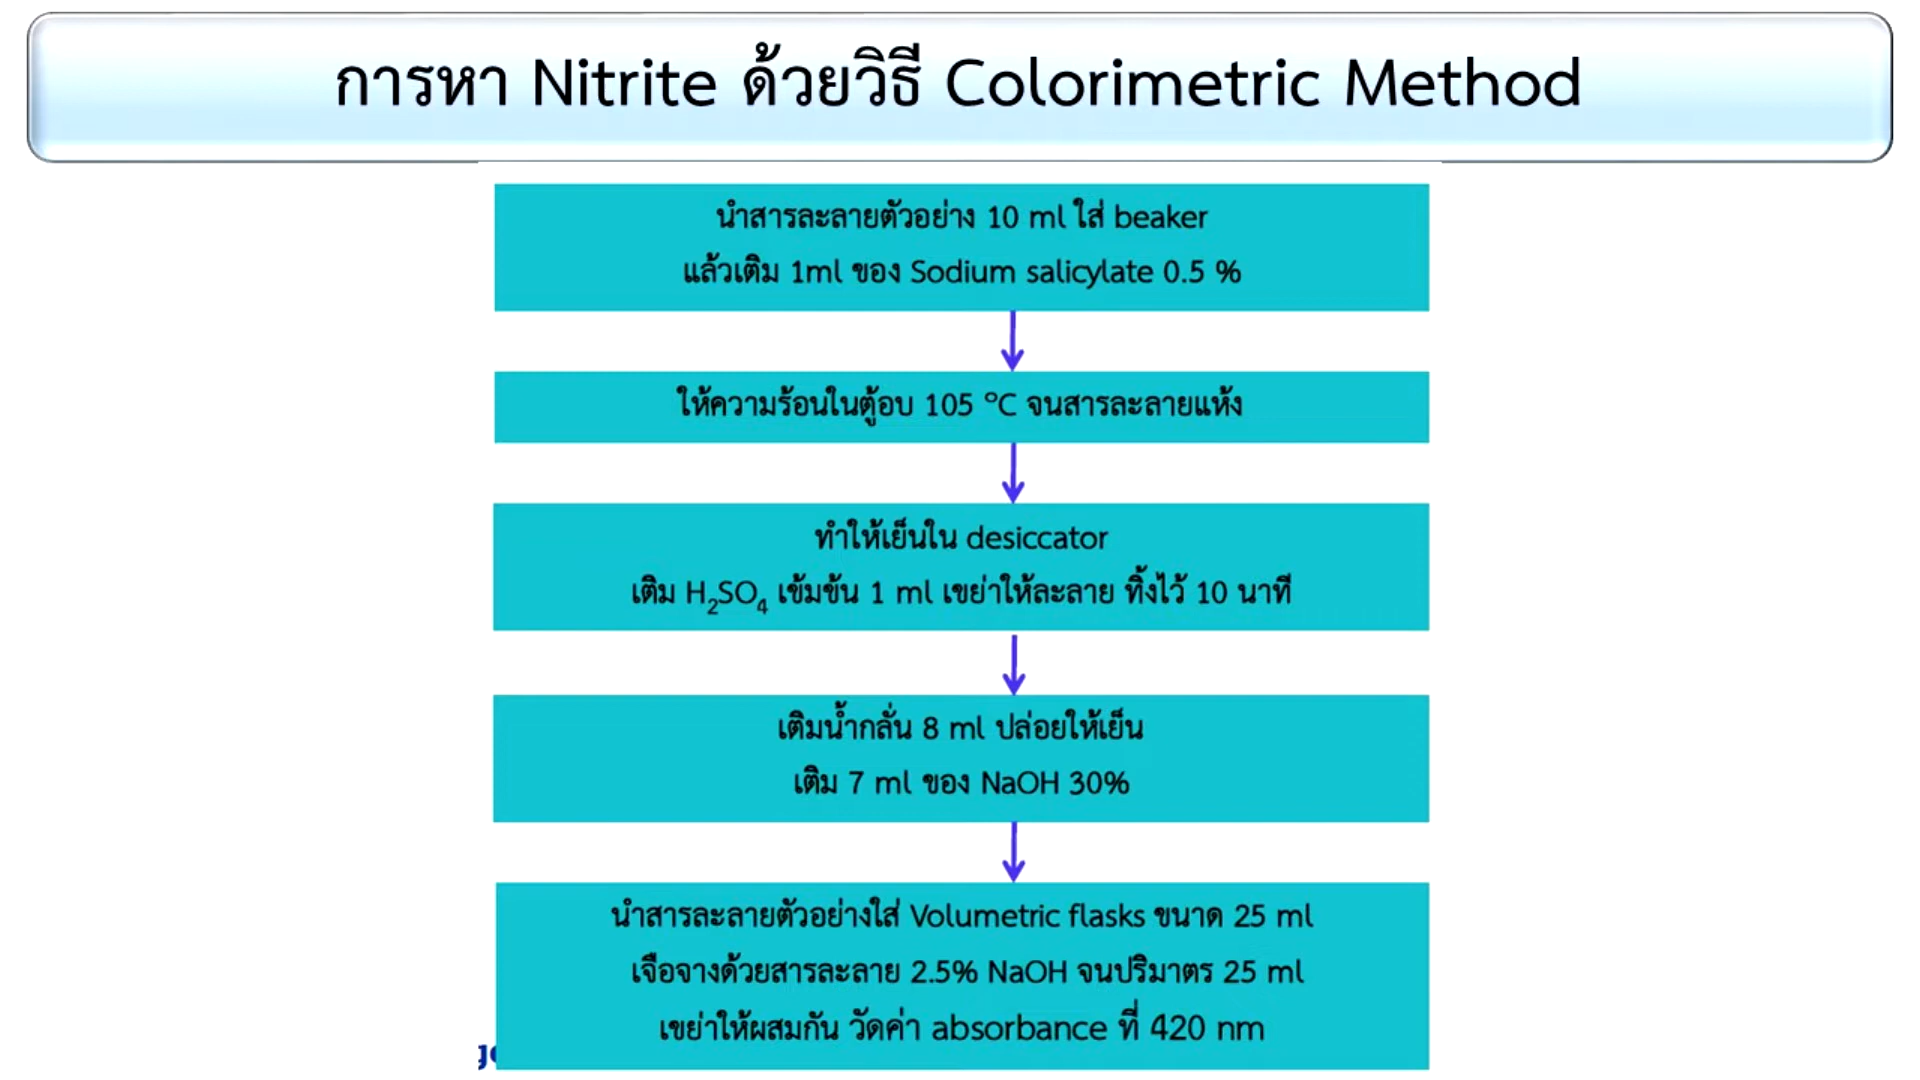 การหา Nitrite ด้วยวิธี Colorimetric Method
นำสารละลายตัวอย่าง 10 ml ใส่ beaker
แล้วเติม 1ml ของ Sodium salicylate 0.5 %
ให้ความร้อนในตู้อบ 105 °C จนสารละลายแห้ง
ทำให้เย็นใน desiccator
เติม H₂SO₄ เข้มข้น 1 ml เขย่าให้ละลาย ทิ้งไว้ 10 นาที
เติมน้ำกลั่น 8 ml ปล่อยให้เย็น
เติม 7 ml ของ NaOH 30%
นำสารละลายตัวอย่างใส่ Volumetric flasks ขนาด 25 ml
เจือจางด้วยสารละลาย 2.5% NaOH จนปริมาตร 25 ml
เขย่าให้ผสมกัน วัดค่า absorbance ที่ 420 nm